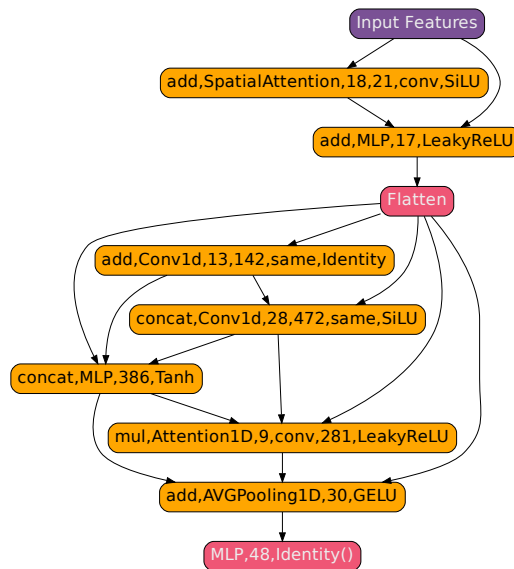 Input Features
add,SpatialAttention,18,21,conv,SiLU
add,MLP,17,LeakyReLU
Flatten
add,Conv1d,13,142,same,Identity
concat,Conv1d,28,472,same,SiLU
concat,MLP,386,Tanh
mul,Attention1D,9,conv,281,LeakyReLU
add,AVGPooling1D,30,GELU
MLP,48,Identity()